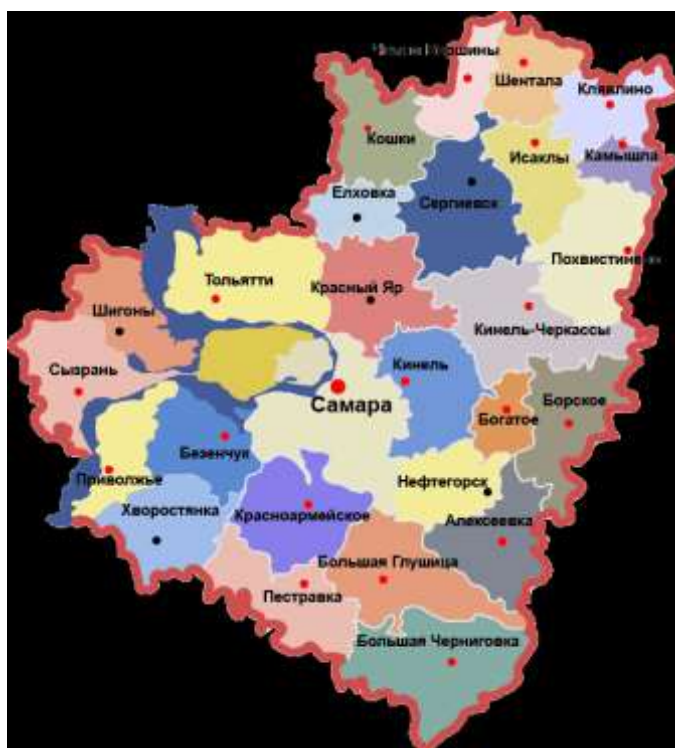 Шентала
Клявлино
Кошки
Исаклы
Камышла
Елховка
Сергиевск
Тольятти
Красный Яр
Шигоны
Кинель-Черкассы
Сызрань
Кинель
Самара
Богатое
Борское
Безенчук
Приволжье
Нефтегорск
Хворостянка
Красноармейское
Алексеевка
Большая Глушица
Пестравка
Большая Черниговка